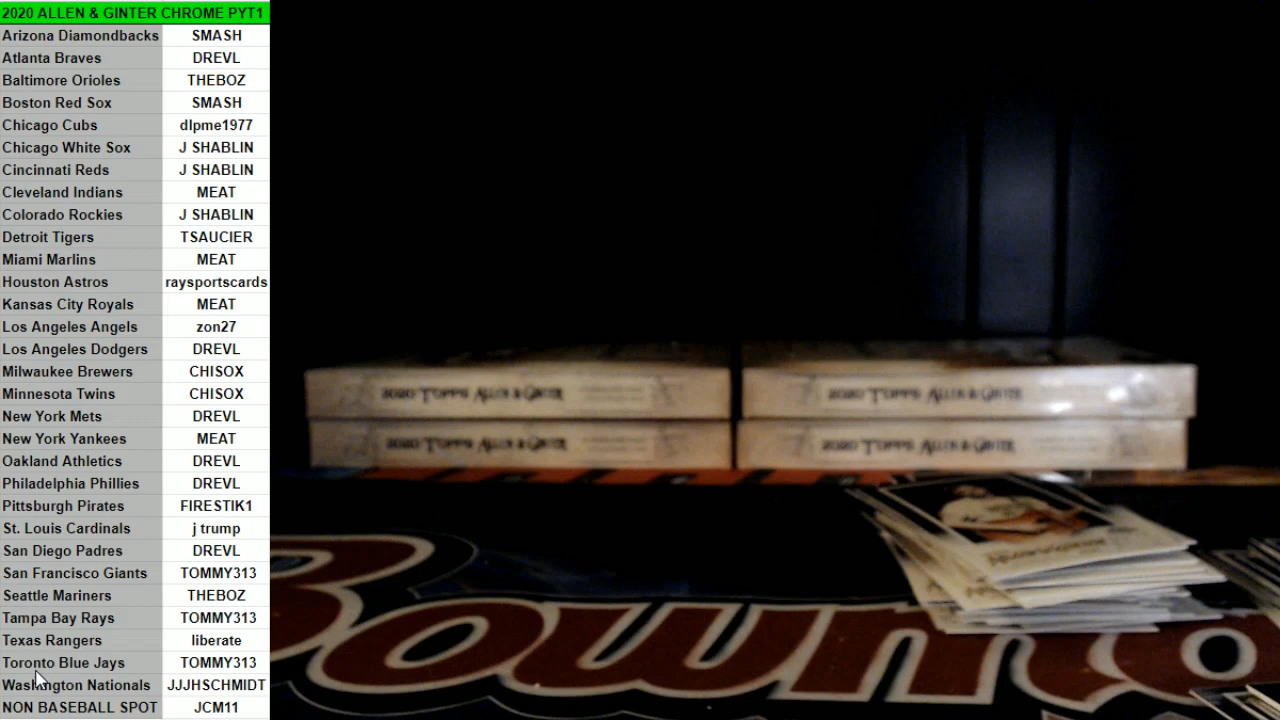 2020 ALLEN & GINTER CHROME PYT1
Arizona Diamondbacks SMASH
Atlanta Braves DREVL
Baltimore Orioles THEBOZ
Boston Red Sox SMASH
Chicago Cubs dlpme1977
Chicago White Sox J SHABLIN
Cincinnati Reds J SHABLIN
Cleveland Indians MEAT
Colorado Rockies J SHABLIN
Detroit Tigers TSAUCIER
Miami Marlins MEAT
Houston Astros raysportscards
Kansas City Royals MEAT
Los Angeles Angels zon27
Los Angeles Dodgers DREVL
Milwaukee Brewers CHISOX
Minnesota Twins CHISOX
New York Mets DREVL
New York Yankees MEAT
Oakland Athletics DREVL
Philadelphia Phillies DREVL
Pittsburgh Pirates FIRESTIK1
St. Louis Cardinals j trump
San Diego Padres DREVL
San Francisco Giants TOMMY313
Seattle Mariners THEBOZ
Tampa Bay Rays TOMMY313
Texas Rangers liberate
Toronto Blue Jays TOMMY313
Washington Nationals JJJHSCHMIDT
NON BASEBALL SPOT JCM11
2020 TOPPS ALLEN & GINTER
2020 TOPPS ALLEN & GINTER
2020 TOPPS ALLEN & GINTER
2020 TOPPS ALLEN & GINTER